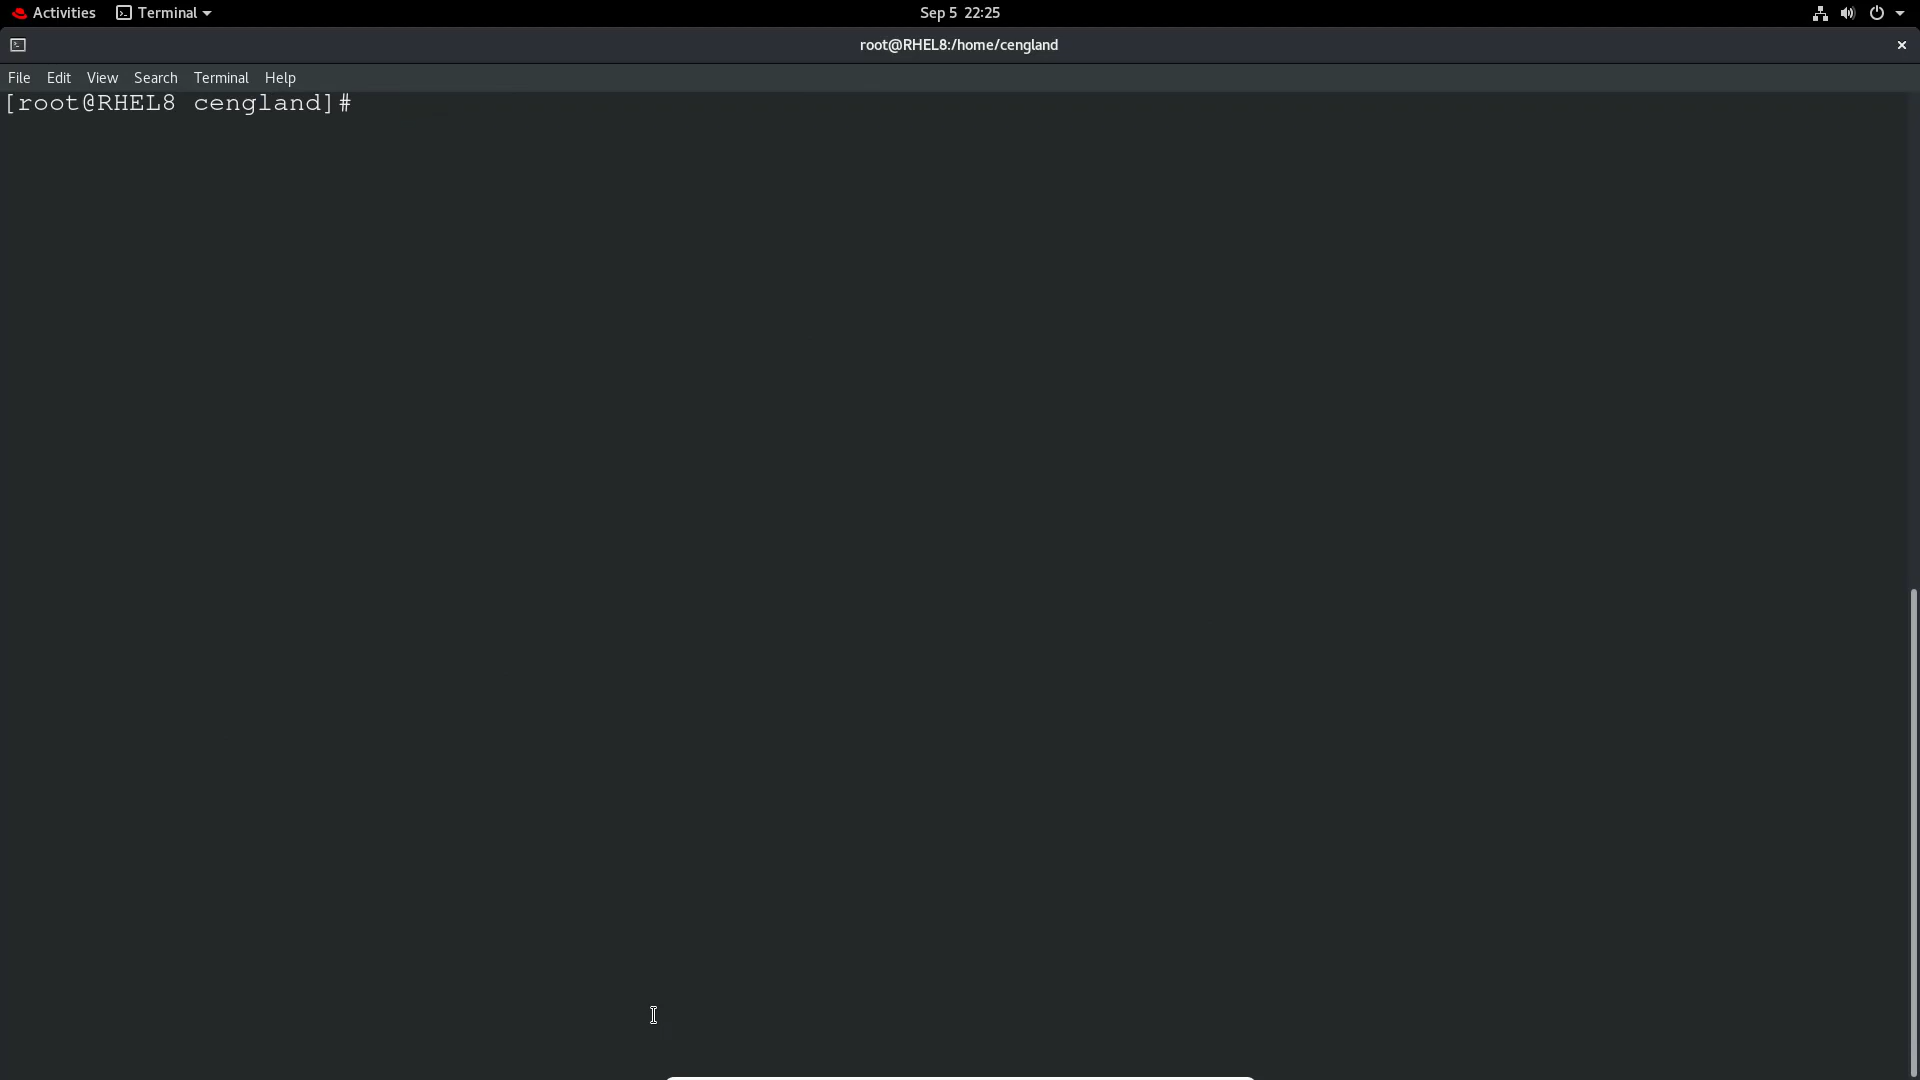 Activities Terminal Sep 5 22:25
root@RHEL8:/home/cengland
File Edit View Search Terminal Help
[root@RHEL8 cengland]#